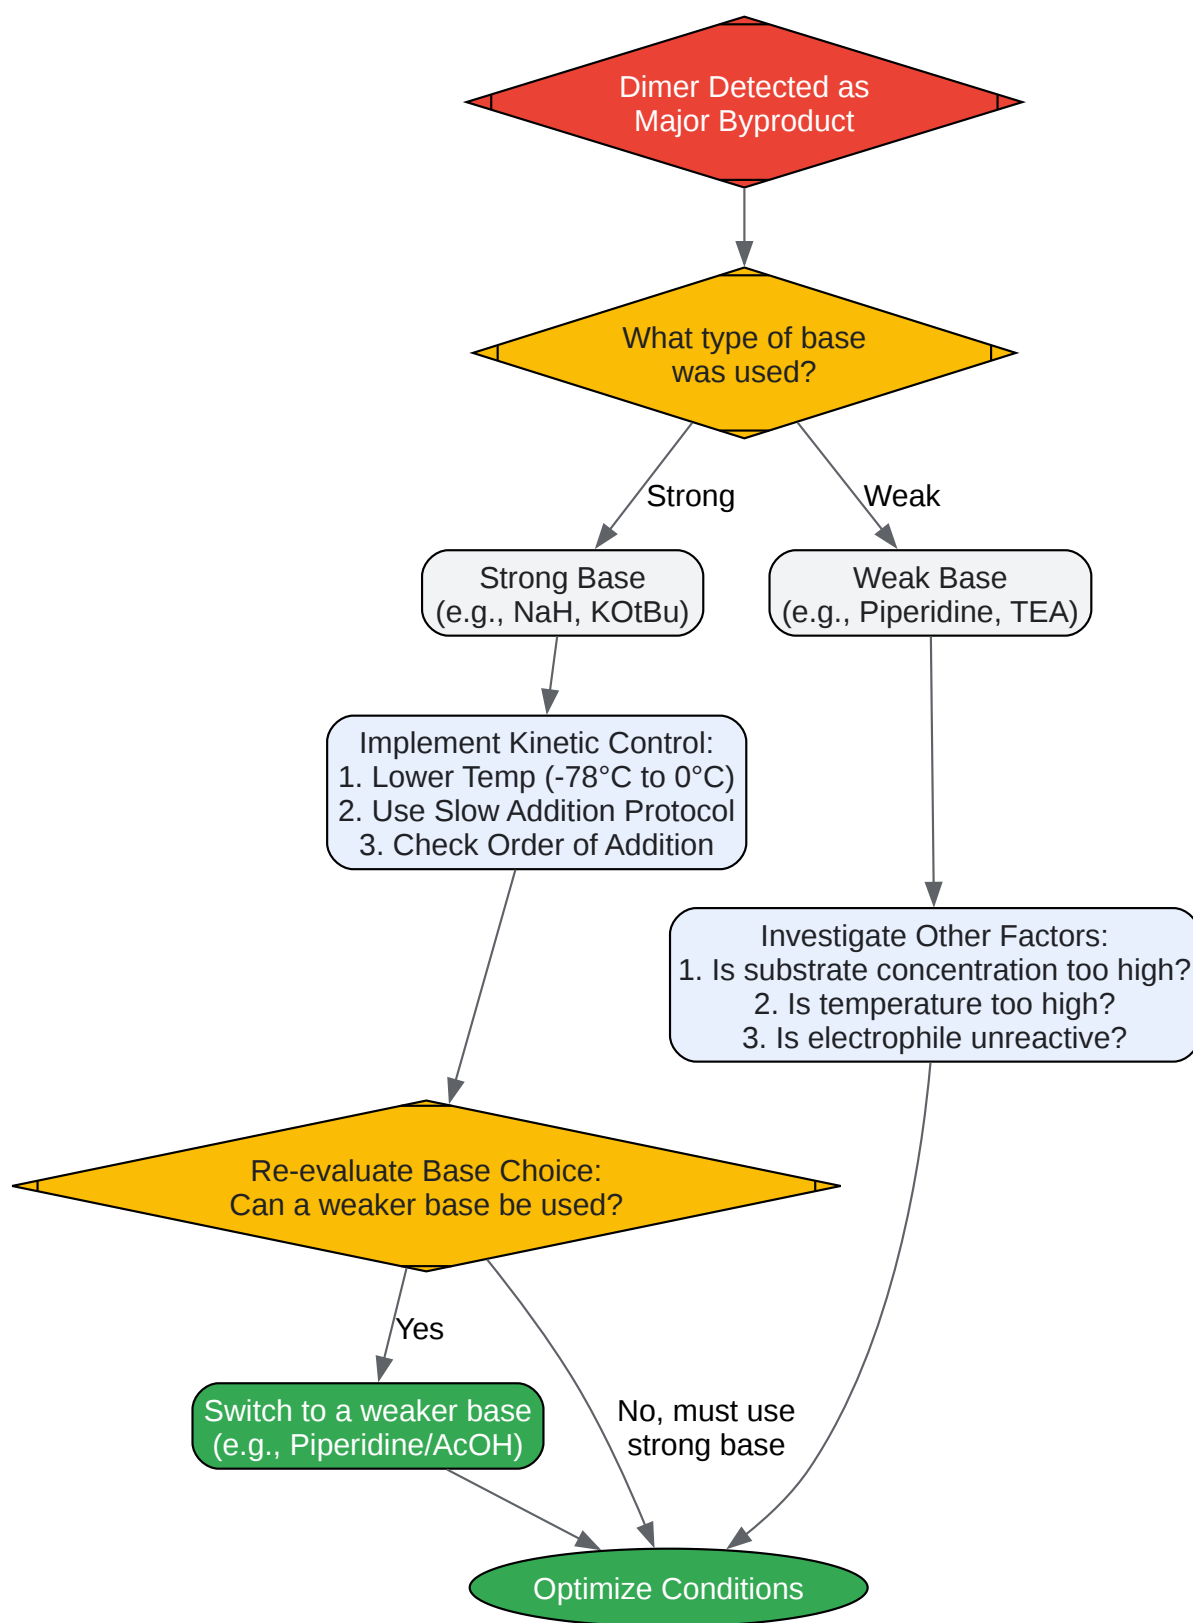 Dimer Detected as
Major Byproduct
What type of base
was used?
Strong
Weak
Strong Base
(e.g., NaH, KOtBu)
Weak Base
(e.g., Piperidine, TEA)
Implement Kinetic Control:
1. Lower Temp (-78°C to 0°C)
2. Use Slow Addition Protocol
3. Check Order of Addition
Investigate Other Factors:
1. Is substrate concentration too high?
2. Is temperature too high?
3. Is electrophile unreactive?
Re-evaluate Base Choice:
Can a weaker base be used?
Yes
No, must use
strong base
Switch to a weaker base
(e.g., Piperidine/AcOH)
Optimize Conditions